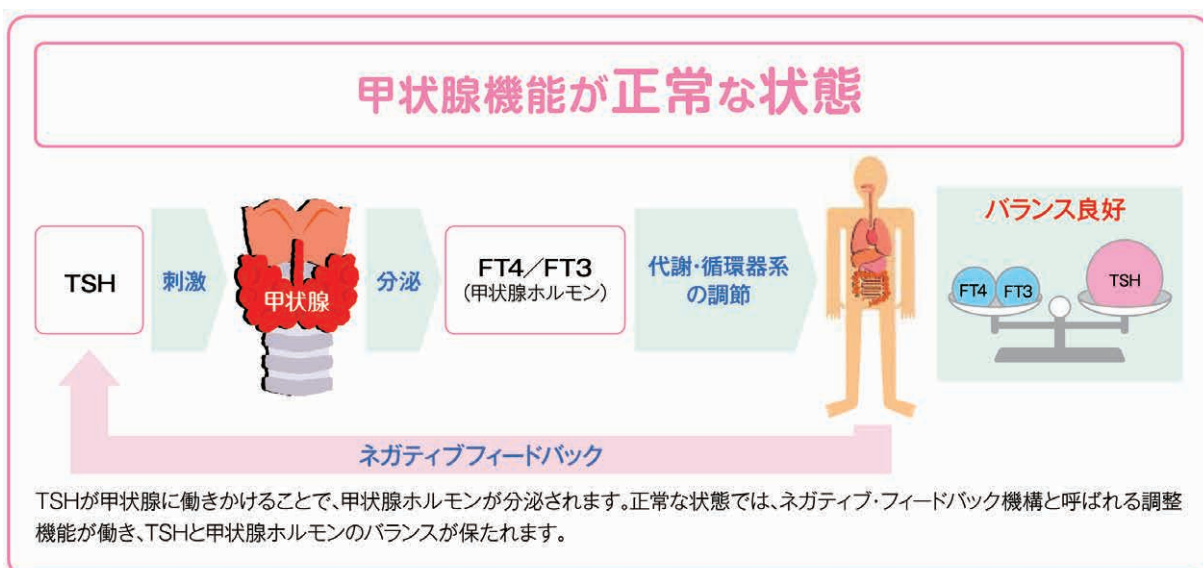 甲状腺機能が正常な状態
TSH
刺激
甲状腺
分泌
FT4／FT3
(甲状腺ホルモン)
代謝・循環器系
の調節
バランス良好
FT4 FT3
TSH
ネガティブフィードバック
TSHが甲状腺に働きかけることで、甲状腺ホルモンが分泌されます。正常な状態では、ネガティブ・フィードバック機構と呼ばれる調整
機能が働き、TSHと甲状腺ホルモンのバランスが保たれます。